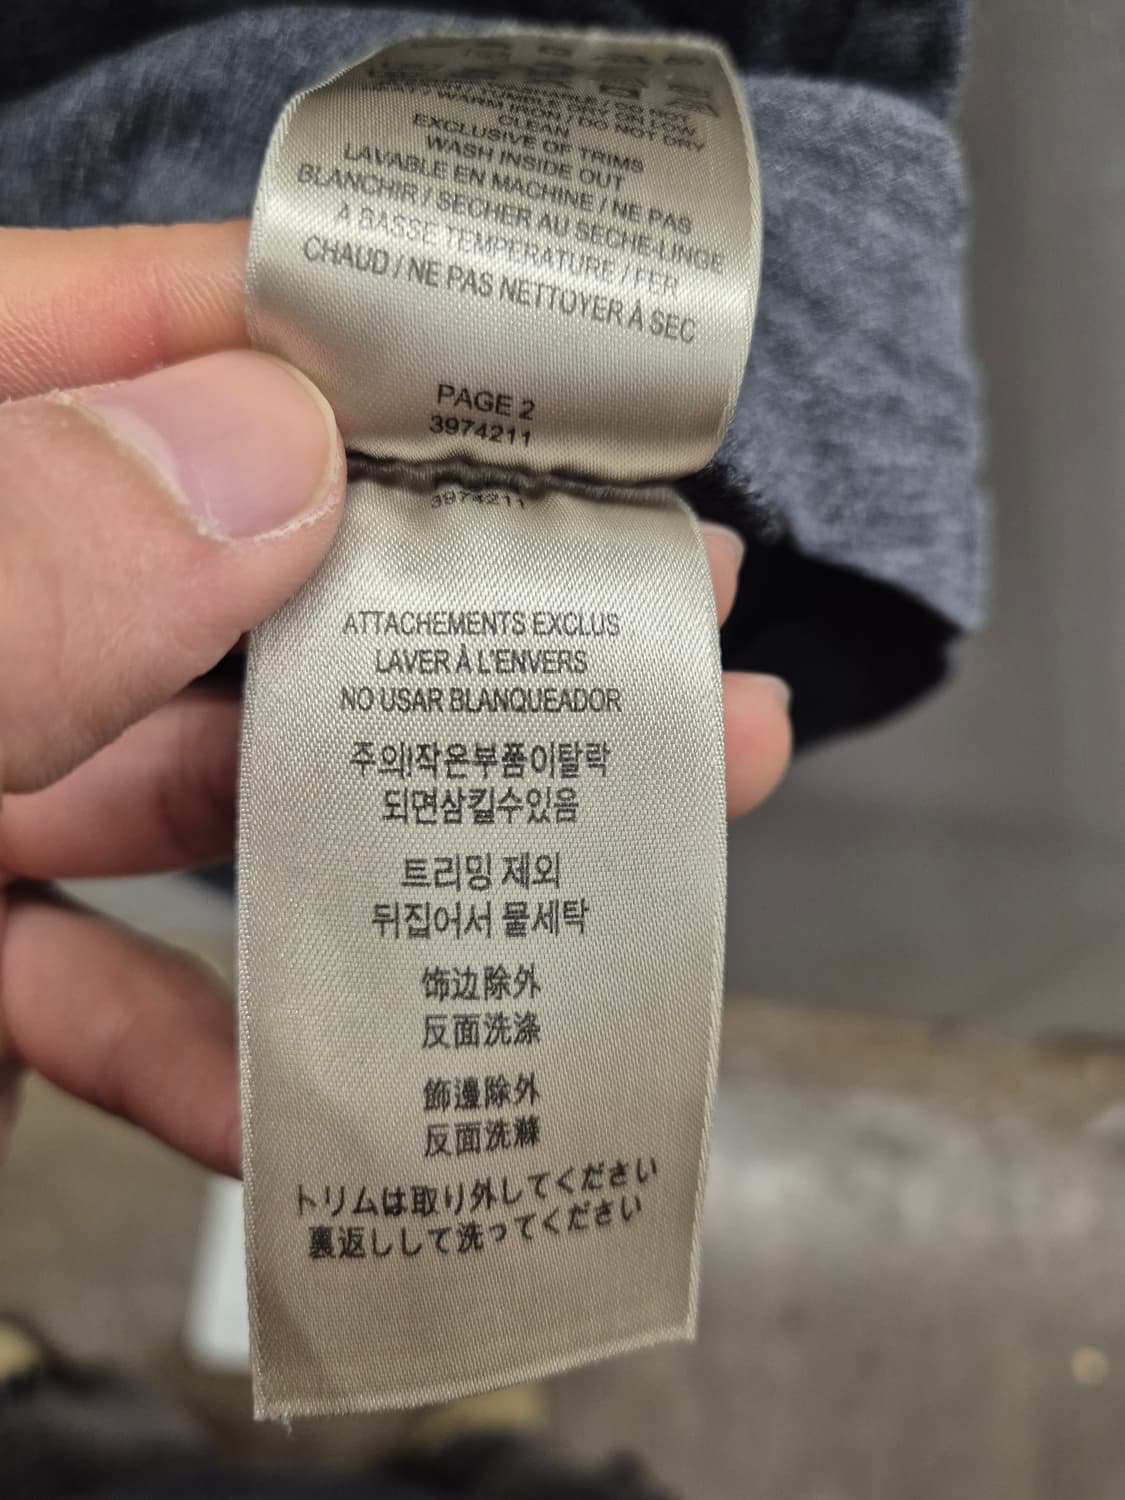 WARM IRON / DO NOT DRY
CLEAN
EXCLUSIVE OF TRIMS
WASH INSIDE OUT
LAVABLE EN MACHINE / NE PAS
BLANCHIR / SECHER AU SECHE-LINGE
A BASSE TEMPERATURE / FER
CHAUD / NE PAS NETTOYER À SEC
PAGE 2
3974211
3974211
ATTACHEMENTS EXCLUS
LAVER À L'ENVERS
NO USAR BLANQUEADOR
주의!작은부품이탈락
되면삼킬수있음
트리밍 제외
뒤집어서 물세탁
饰边除外
反面洗涤
飾邊除外
反面洗滌
トリムは取り外してください
裏返しして洗ってください